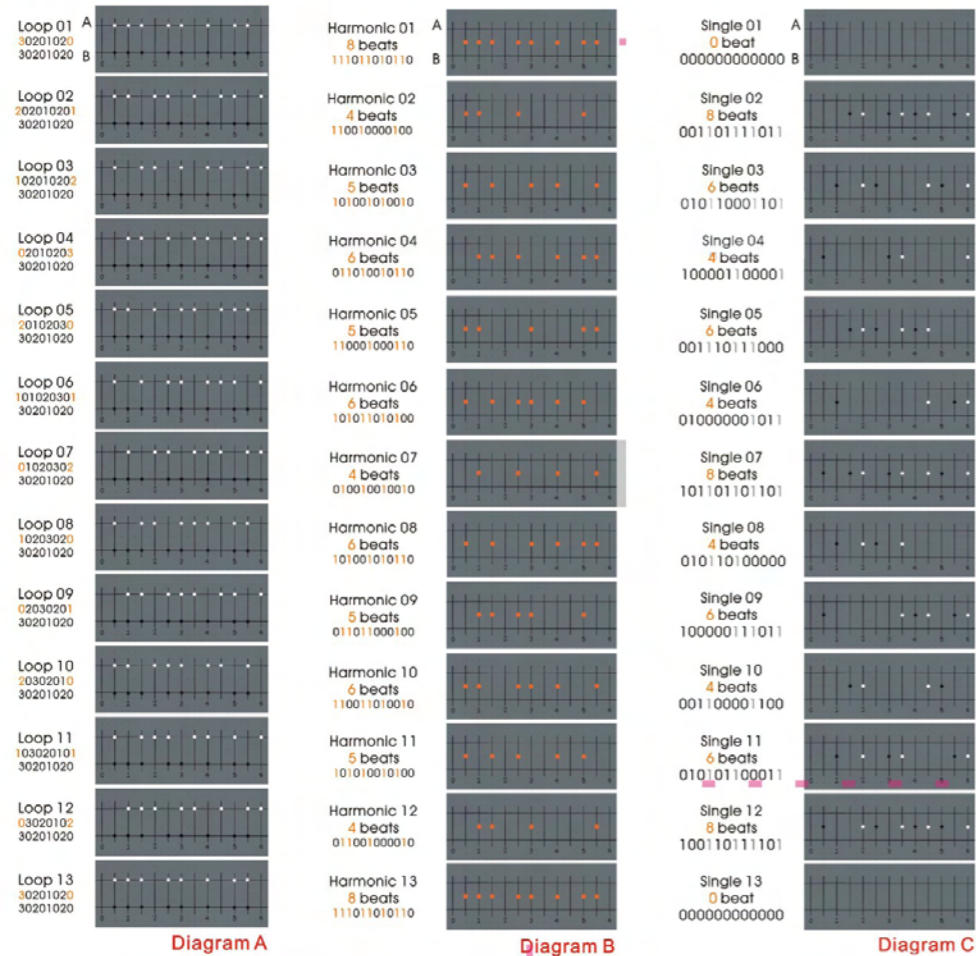 Loop 01
30201020
30201020
A
B
Loop 02
202010201
30201020
Loop 03
102010202
30201020
Loop 04
02010203
30201020
Loop 05
20102030
30201020
Loop 06
101020301
30201020
Loop 07
01020302
30201020
Loop 08
10203020
30201020
Loop 09
02030201
30201020
Loop 10
20302010
30201020
Loop 11
103020101
30201020
Loop 12
03020102
30201020
Loop 13
30201020
30201020
Diagram A
Harmonic 01
8 beats
111011010110
A
B
Harmonic 02
4 beats
110010000100
Harmonic 03
5 beats
101001010010
Harmonic 04
6 beats
011010010110
Harmonic 05
5 beats
110001000110
Harmonic 06
6 beats
101011010100
Harmonic 07
4 beats
010010010010
Harmonic 08
6 beats
101001010110
Harmonic 09
5 beats
011011000100
Harmonic 10
6 beats
110011010010
Harmonic 11
5 beats
101010010100
Harmonic 12
4 beats
011001000010
Harmonic 13
8 beats
111011010110
Diagram B
Single 01
0 beat
000000000000
A
B
Single 02
8 beats
001101111011
Single 03
6 beats
010110001101
Single 04
4 beats
100001100001
Single 05
6 beats
001110111000
Single 06
4 beats
010000001011
Single 07
8 beats
101101101101
Single 08
4 beats
010110100000
Single 09
6 beats
100000111011
Single 10
4 beats
001100001100
Single 11
6 beats
010101100011
Single 12
8 beats
100110111101
Single 13
0 beat
000000000000
Diagram C